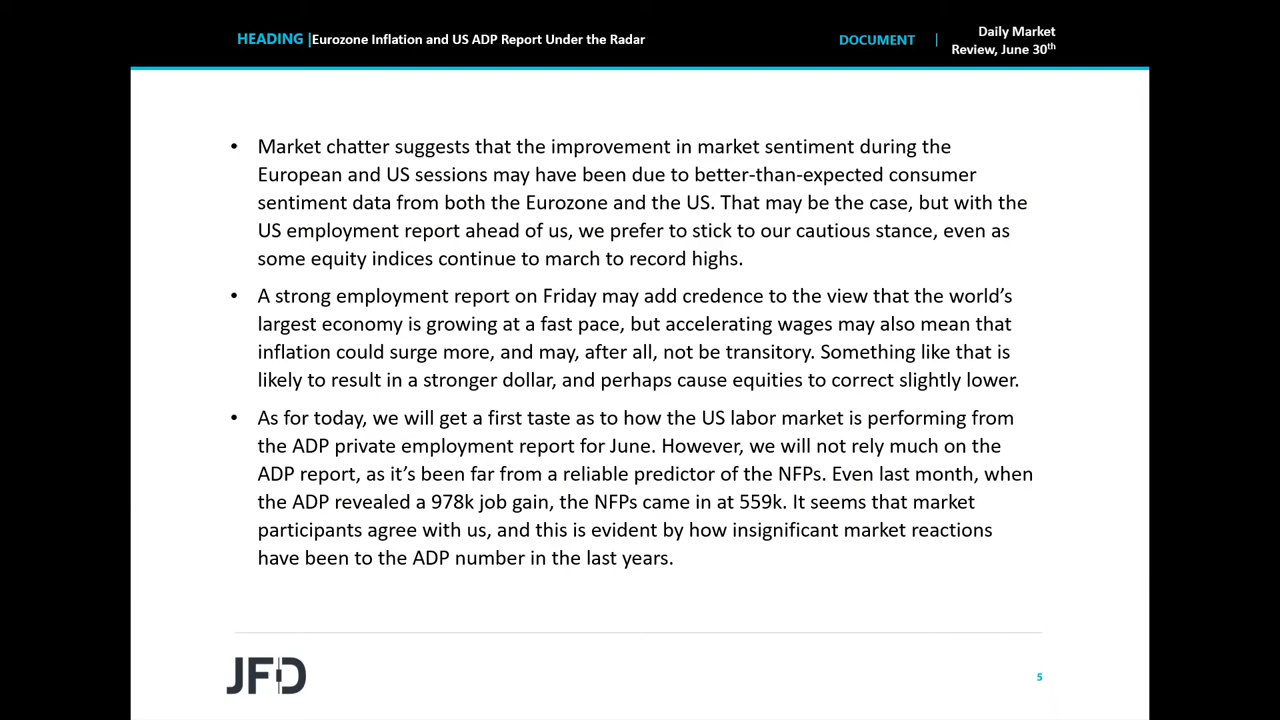 HEADING |Eurozone Inflation and US ADP Report Under the Radar
DOCUMENT |
Daily Market
Review, June 30th
• Market chatter suggests that the improvement in market sentiment during the
European and US sessions may have been due to better-than-expected consumer
sentiment data from both the Eurozone and the US. That may be the case, but with the
US employment report ahead of us, we prefer to stick to our cautious stance, even as
some equity indices continue to march to record highs.
• A strong employment report on Friday may add credence to the view that the world’s
largest economy is growing at a fast pace, but accelerating wages may also mean that
inflation could surge more, and may, after all, not be transitory. Something like that is
likely to result in a stronger dollar, and perhaps cause equities to correct slightly lower.
• As for today, we will get a first taste as to how the US labor market is performing from
the ADP private employment report for June. However, we will not rely much on the
ADP report, as it’s been far from a reliable predictor of the NFPs. Even last month, when
the ADP revealed a 978k job gain, the NFPs came in at 559k. It seems that market
participants agree with us, and this is evident by how insignificant market reactions
have been to the ADP number in the last years.
JFD
5